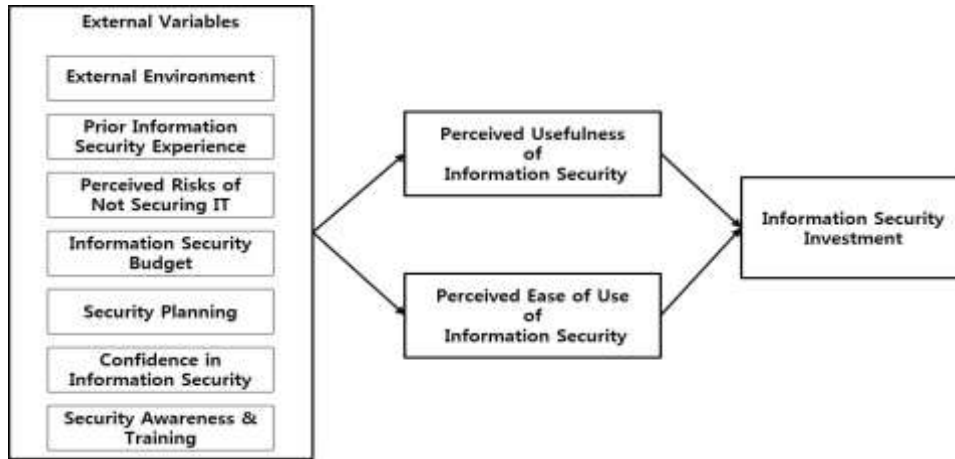 External Variables
External Environment
Prior Information
Security Experience
Perceived Risks of
Not Securing IT
Information Security
Budget
Security Planning
Confidence in
Information Security
Security Awareness &
Training
Perceived Usefulness
of
Information Security
Perceived Ease of Use
of
Information Security
Information Security
Investment